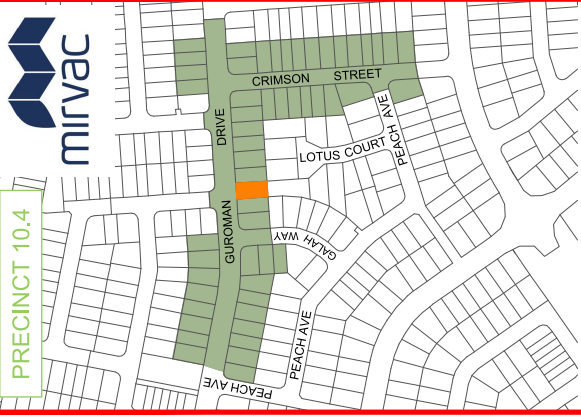 mirvac
PRECINCT 10.4
CRIMSON STREET
DRIVE
GUROMAN
LOTUS COURT
PEACH AVE
GALAH WAY
PEACH AVE
PEACH AVE